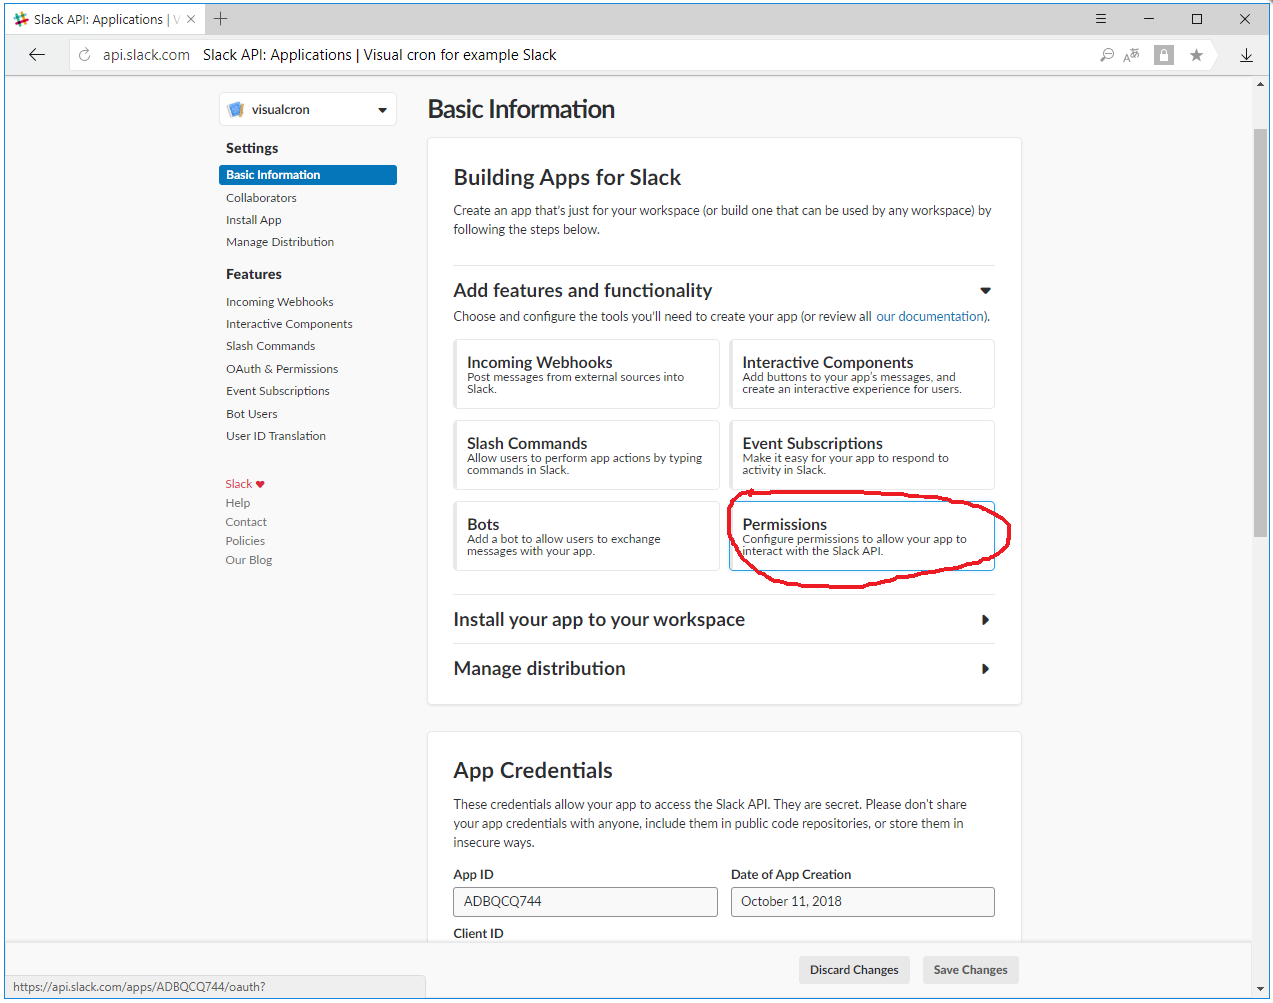 Slack API: Applications | V
api.slack.com Slack API: Applications | Visual cron for example Slack
visualcron
Settings
Basic Information
Collaborators
Install App
Manage Distribution
Features
Incoming Webhooks
Interactive Components
Slash Commands
OAuth & Permissions
Event Subscriptions
Bot Users
User ID Translation
Slack
Help
Contact
Policies
Our Blog
Basic Information
Building Apps for Slack
Create an app that's just for your workspace (or build one that can be used by any workspace) by
following the steps below.
Add features and functionality
Choose and configure the tools you'll need to create your app (or review all our documentation).
Incoming Webhooks
Post messages from external sources into
Slack.
Interactive Components
Add buttons to your app's messages, and
create an interactive experience for users.
Slash Commands
Allow users to perform app actions by typing
commands in Slack.
Event Subscriptions
Make it easy for your app to respond to
activity in Slack.
Bots
Add a bot to allow users to exchange
messages with your app.
Permissions
Configure permissions to allow your app to
interact with the Slack API.
Install your app to your workspace
Manage distribution
App Credentials
These credentials allow your app to access the Slack API. They are secret. Please don't share
your app credentials with anyone, include them in public code repositories, or store them in
insecure ways.
App ID
ADBQCQ744
Date of App Creation
October 11, 2018
Client ID
Discard Changes
Save Changes
https://api.slack.com/apps/ADBQCQ744/oauth?